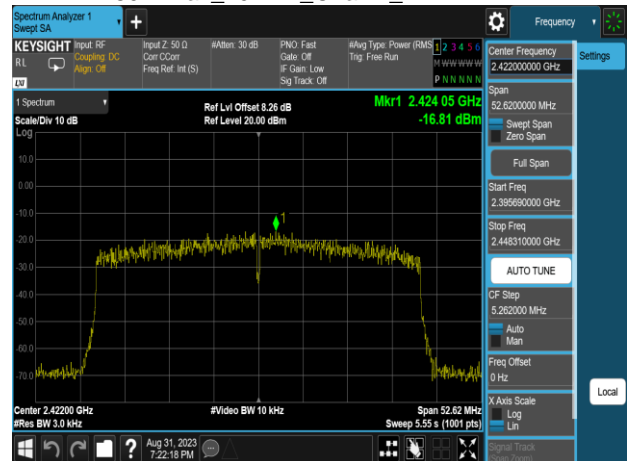 Spectrum Analyzer 1
Swept SA
Frequency
KEYSIGHT
RL
Input: RF
Coupling: DC
Align: Off
Input Z: 50 Ω
Corr CCorr
Freq Ref: Int (S)
#Atten: 30 dB
PNO: Fast
Gate: Off
IF Gain: Low
Sig Track: Off
#Avg Type: Power (RMS
Trig: Free Run
1 2 3 4 5 6
M W W W W W
P N N N N N
LXI
1 Spectrum
Scale/Div 10 dB
Log
Ref Lvl Offset 8.26 dB
Ref Level 20.00 dBm
Mkr1 2.424 05 GHz
-16.81 dBm
10.0
0.00
-10.0
-20.0
-30.0
-40.0
-50.0
-60.0
-70.0
1
Center 2.42200 GHz
#Res BW 3.0 kHz
#Video BW 10 kHz
Span 52.62 MHz
Sweep 5.55 s (1001 pts)
Aug 31, 2023
7:22:18 PM
Center Frequency
2.422000000 GHz
Settings
Span
52.6200000 MHz
Swept Span
Zero Span
Full Span
Start Freq
2.395690000 GHz
Stop Freq
2.448310000 GHz
AUTO TUNE
CF Step
5.262000 MHz
Auto
Man
Freq Offset
0 Hz
X Axis Scale
Log
Lin
Local
Signal Track
(Span Zoom)